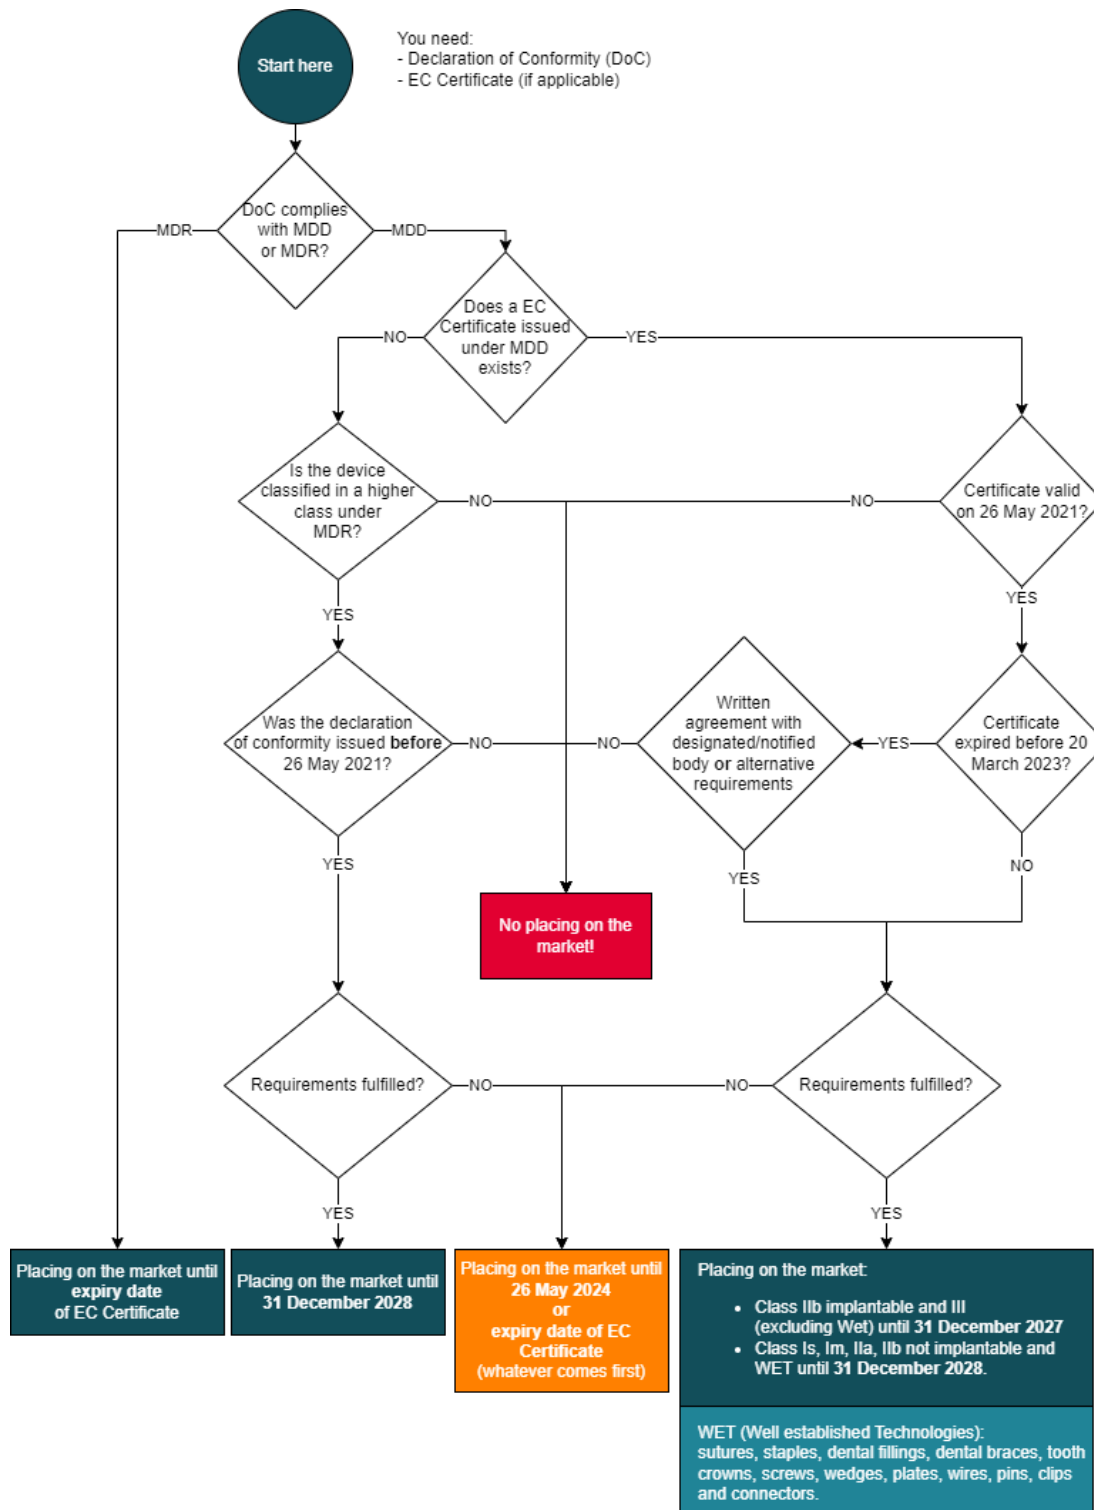 Start here
You need:
- Declaration of Conformity (DoC)
- EC Certificate (if applicable)
DoC complies
with MDD
or MDR?
MDR
MDD
Does a EC
Certificate issued
under MDD
exists?
NO
YES
Is the device
classified in a higher
class under
MDR?
NO
NO
Certificate valid
on 26 May 2021?
YES
YES
Was the declaration
of conformity issued before
26 May 2021?
NO
NO
Written
agreement with
designated/notified
body or alternative
requirements
YES
Certificate
expired before 20
March 2023?
YES
YES
NO
No placing on the
market!
Requirements fulfilled?
NO
NO
Requirements fulfilled?
YES
YES
Placing on the market until
expiry date
of EC Certificate
Placing on the market until
31 December 2028
Placing on the market until
26 May 2024
or
expiry date of EC
Certificate
(whatever comes first)
Placing on the market:
• Class IIb implantable and III
(excluding Wet) until 31 December 2027
• Class Is, Im, IIa, IIb not implantable and
WET until 31 December 2028.
WET (Well established Technologies):
sutures, staples, dental fillings, dental braces, tooth
crowns, screws, wedges, plates, wires, pins, clips
and connectors.